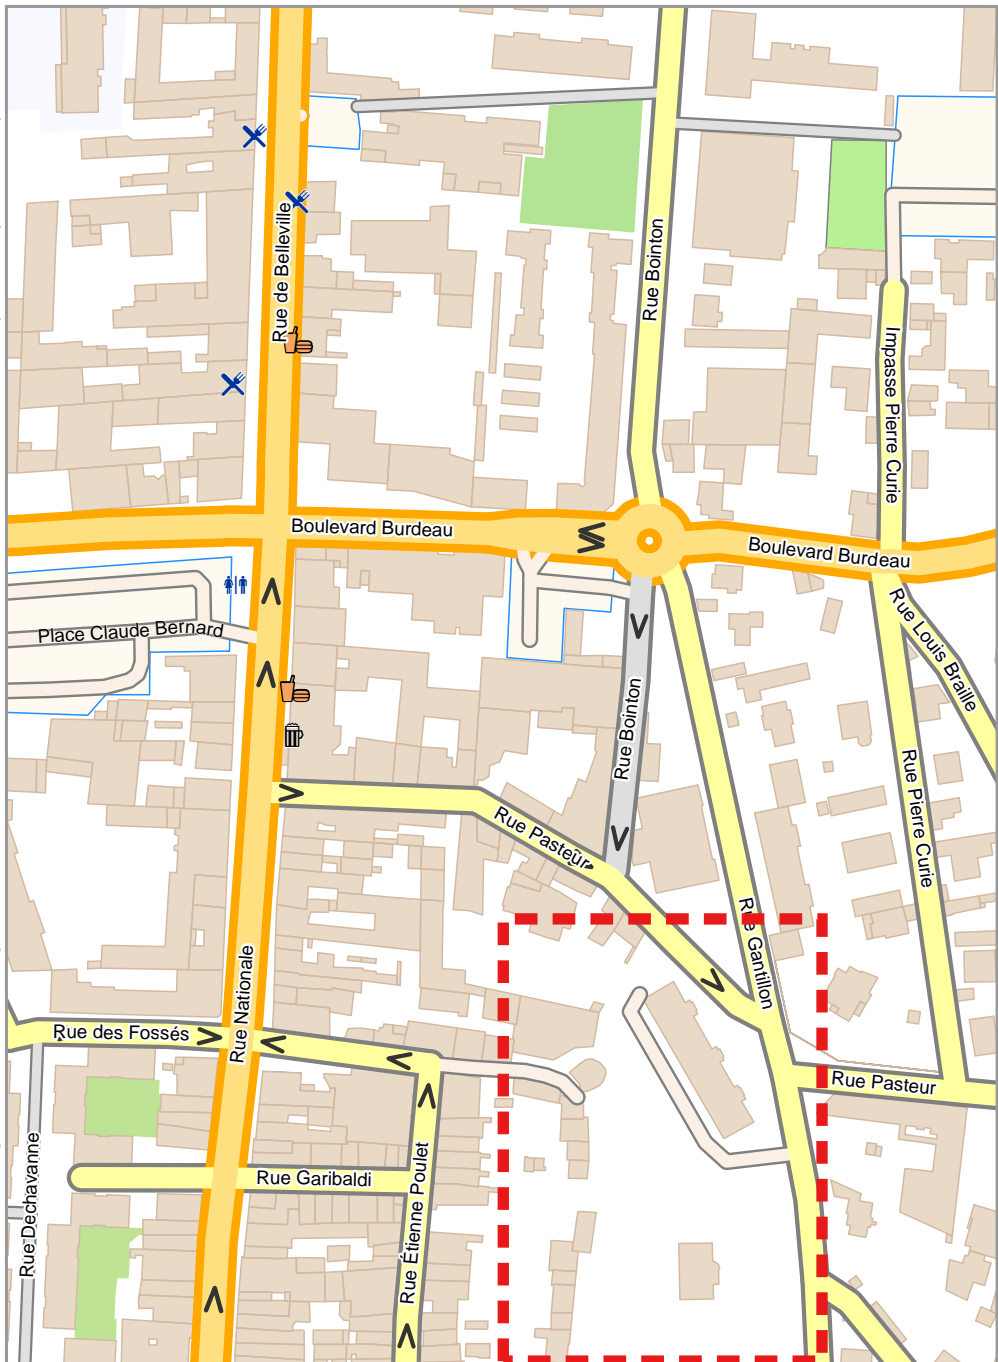 Rue de Belleville
Rue Bointon
Impasse Pierre Curie
Boulevard Burdeau
Boulevard Burdeau
Place Claude Bernard
Rue Louis Braille
Rue Bointon
Rue Pierre Curie
Rue Pasteur
Rue Gantillon
Rue Nationale
Rue des Fossés
Rue Pasteur
Rue Dechavanne
Rue Garibaldi
Rue Étienne Poulet